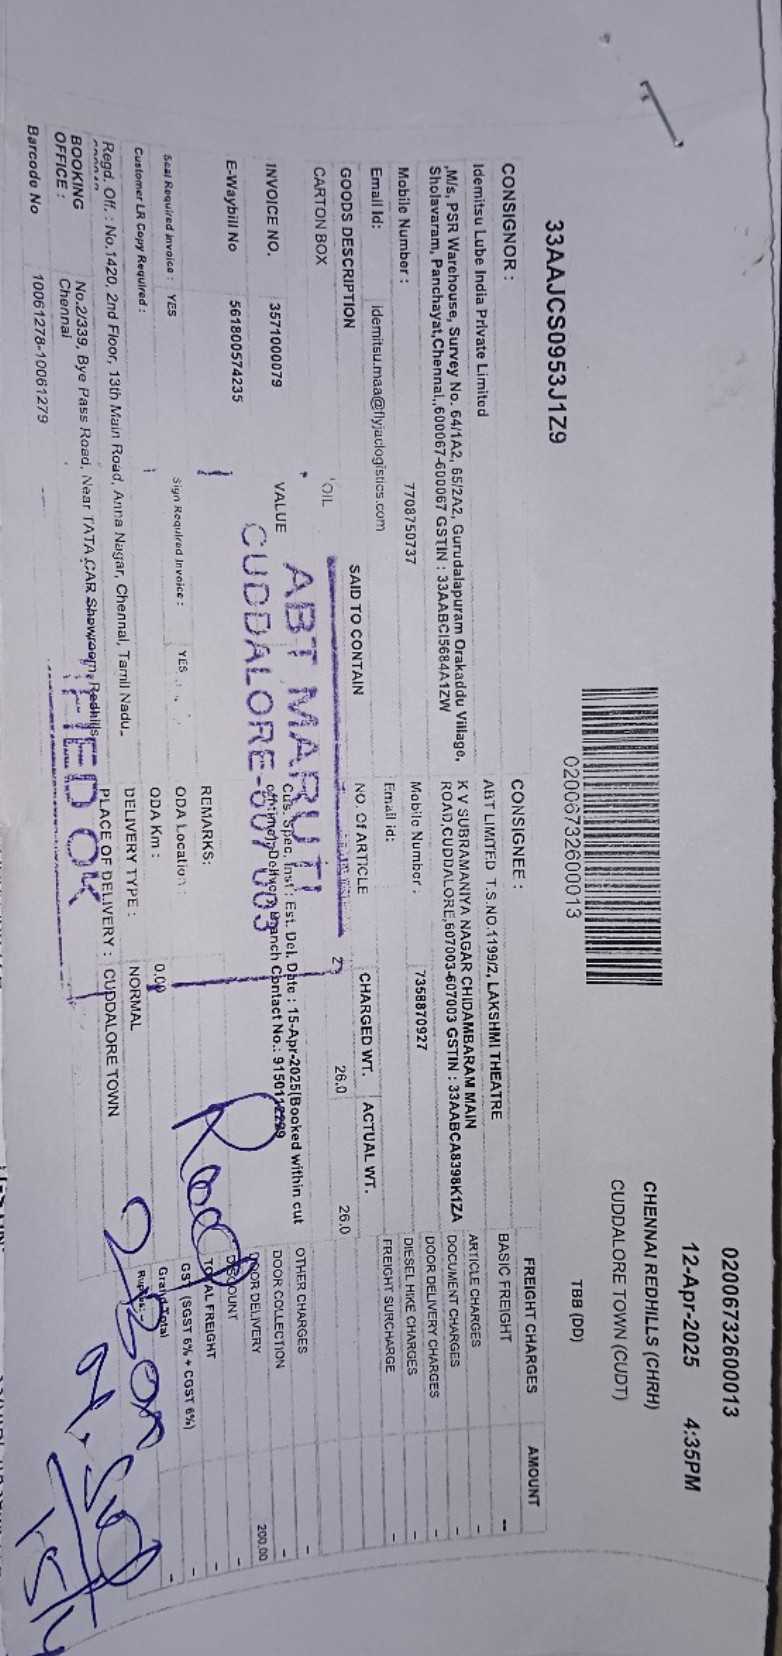 02006732600013
12-Apr-2025 4:35PM
CHENNAI REDHILLS (CHRH)
CUDDALORE TOWN (CUDT)
TBB (DD)
02006732600013
33AAJCS0953J1Z9
CONSIGNOR :
Idemitsu Lube India Private Limited
,M/s, PSR Warehouse, Survey No. 64/1A2, 65/2A2, Gurudalapuram Orakaddu Village,
Sholavaram, Panchayat,Chennai,,600067-600067 GSTIN : 33AABCI5684A1ZW
Mobile Number : 7708750737
Email Id: idemitsu.maa@flyjaclogistics.com
CONSIGNEE :
ABT LIMITED T.S.NO.1199/2, LAKSHMI THEATRE
K V SUBRAMANIYA NAGAR CHIDAMBARAM MAIN
ROAD,CUDDALORE,607003-607003 GSTIN : 33AABCA8398K1ZA
Mobile Number : 7358870927
Email id:
GOODS DESCRIPTION SAID TO CONTAIN NO. Of ARTICLE CHARGED WT. ACTUAL WT.
CARTON BOX OIL 26.0 26.0
INVOICE NO. 3571000079 VALUE
E-Waybill No 561800574235
Cus. Spec. Inst : Est. Del. Date : 15-Apr-2025|Booked within cut
Branch Contact No.:
REMARKS:
Seal Required Invoice : YES Sign Required Invoice : YES
ODA Location :
Customer LR Copy Required :
ODA Km : 0.00
DELIVERY TYPE : NORMAL
Regd. Off. : No.1420, 2nd Floor, 13th Main Road, Anna Nagar, Chennai, Tamil Nadu-
PLACE OF DELIVERY : CUDDALORE TOWN
BOOKING OFFICE : No.2/339, Bye Pass Road, Near TATA CAR Showroom, Redhills
Chennai
Barcode No 10061278-10061279
FREIGHT CHARGES AMOUNT
BASIC FREIGHT --
ARTICLE CHARGES -
DOCUMENT CHARGES -
DOOR DELIVERY CHARGES -
DIESEL HIKE CHARGES -
FREIGHT SURCHARGE -
OTHER CHARGES -
DOOR COLLECTION -
DOOR DELIVERY 200.00
DISCOUNT -
TOTAL FREIGHT -
GST (SGST 6% + CGST 6%) -
Grand Total -
Rupees: -
ABT MARUTI
CUDDALORE-607 003